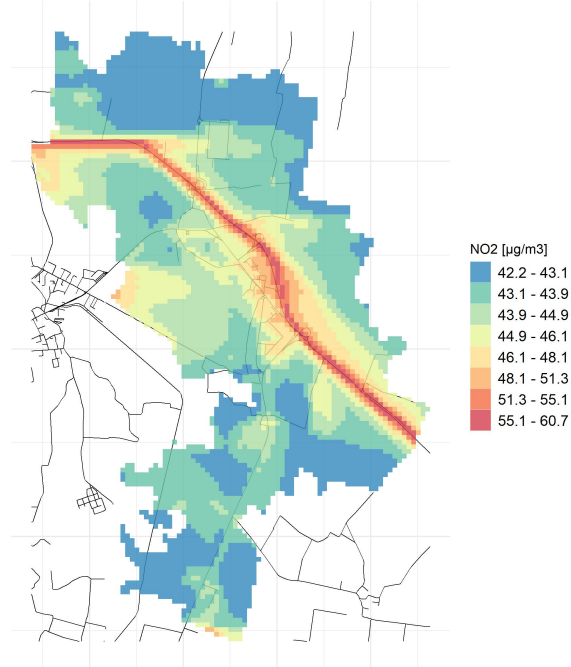 NO2 [µg/m3]
42.2 - 43.1
43.1 - 43.9
43.9 - 44.9
44.9 - 46.1
46.1 - 48.1
48.1 - 51.3
51.3 - 55.1
55.1 - 60.7